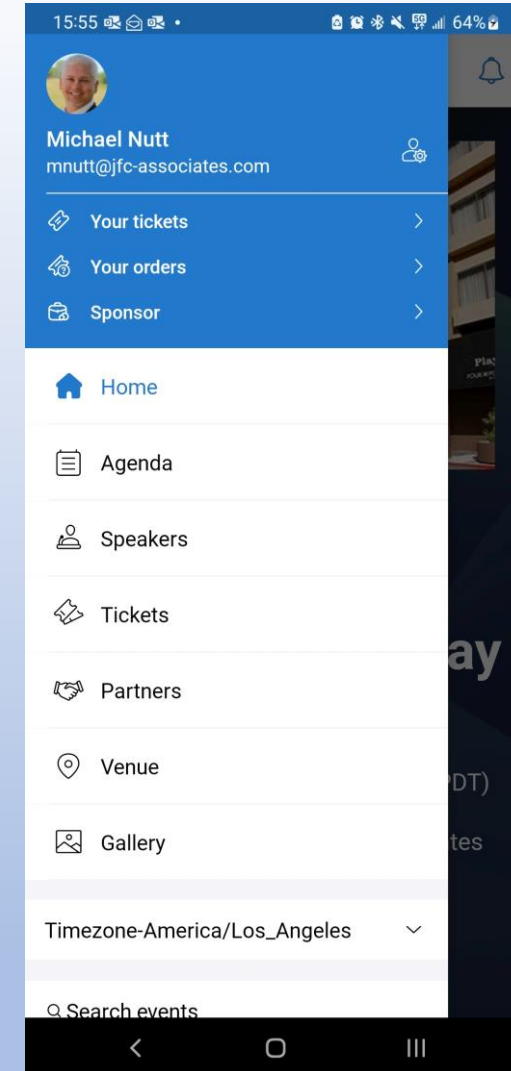 15:55 64%
Michael Nutt
mnutt@jfc-associates.com
Your tickets
Your orders
Sponsor
Home
Agenda
Speakers
Tickets
ay
Partners
Venue
PDT)
Gallery
tes
Timezone-America/Los_Angeles
Search events